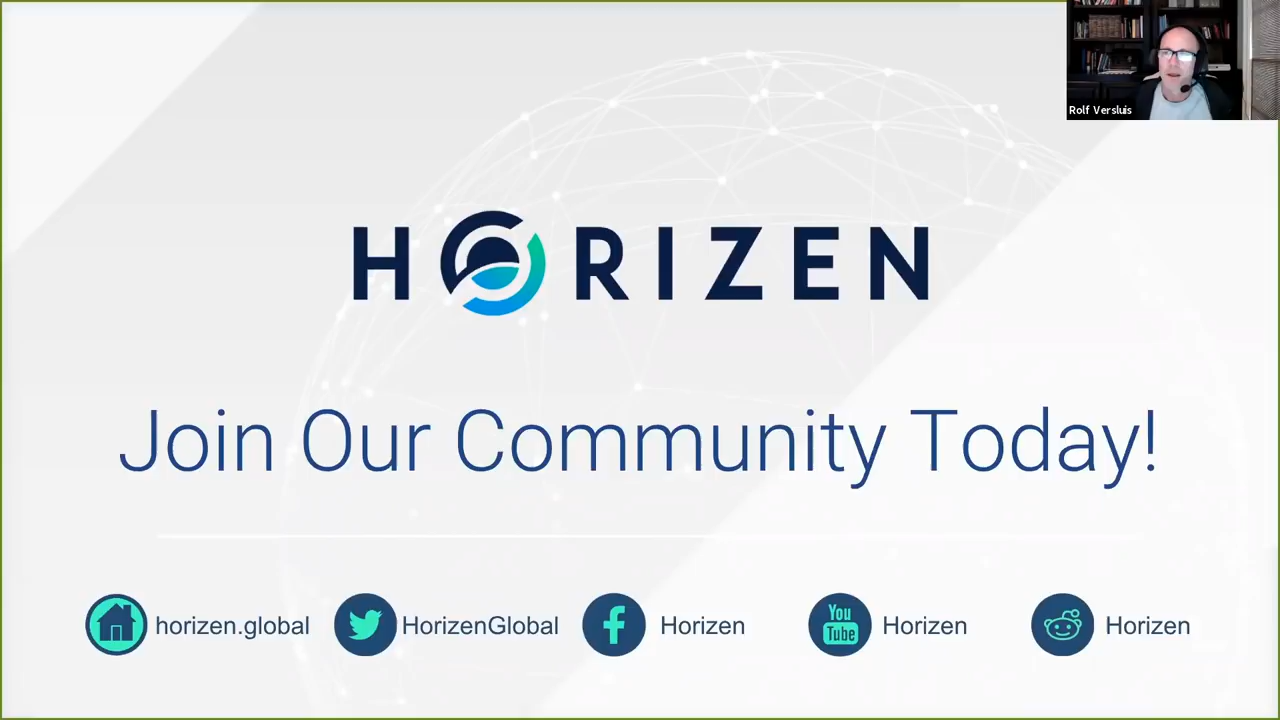 Rolf Versluis
HORIZEN
Join Our Community Today!
horizen.global
HorizenGlobal
Horizen
You
Tube
Horizen
Horizen